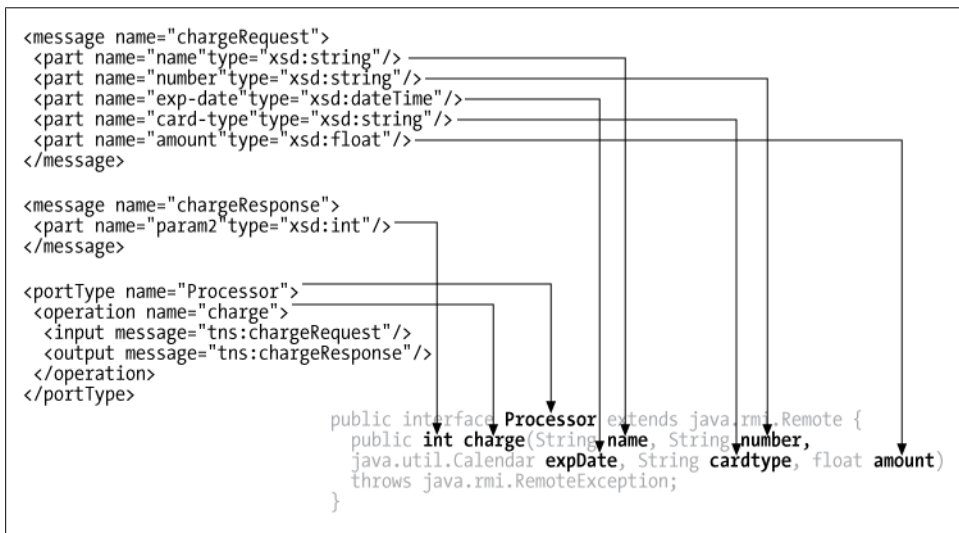 <message name="chargeRequest">
<part name="name"type="xsd:string"/>
<part name="number"type="xsd:string"/>
<part name="exp-date"type="xsd:dateTime"/>
<part name="card-type"type="xsd:string"/>
<part name="amount"type="xsd:float"/>
</message>
<message name="chargeResponse">
<part name="param2"type="xsd:int"/>
</message>
<portType name="Processor">
<operation name="charge">
<input message="tns:chargeRequest"/>
<output message="tns:chargeResponse"/>
</operation>
</portType>
public interface Processor extends java.rmi.Remote {
public int charge(String name, String number,
java.util.Calendar expDate, String cardtype, float amount)
throws java.rmi.RemoteException;
}